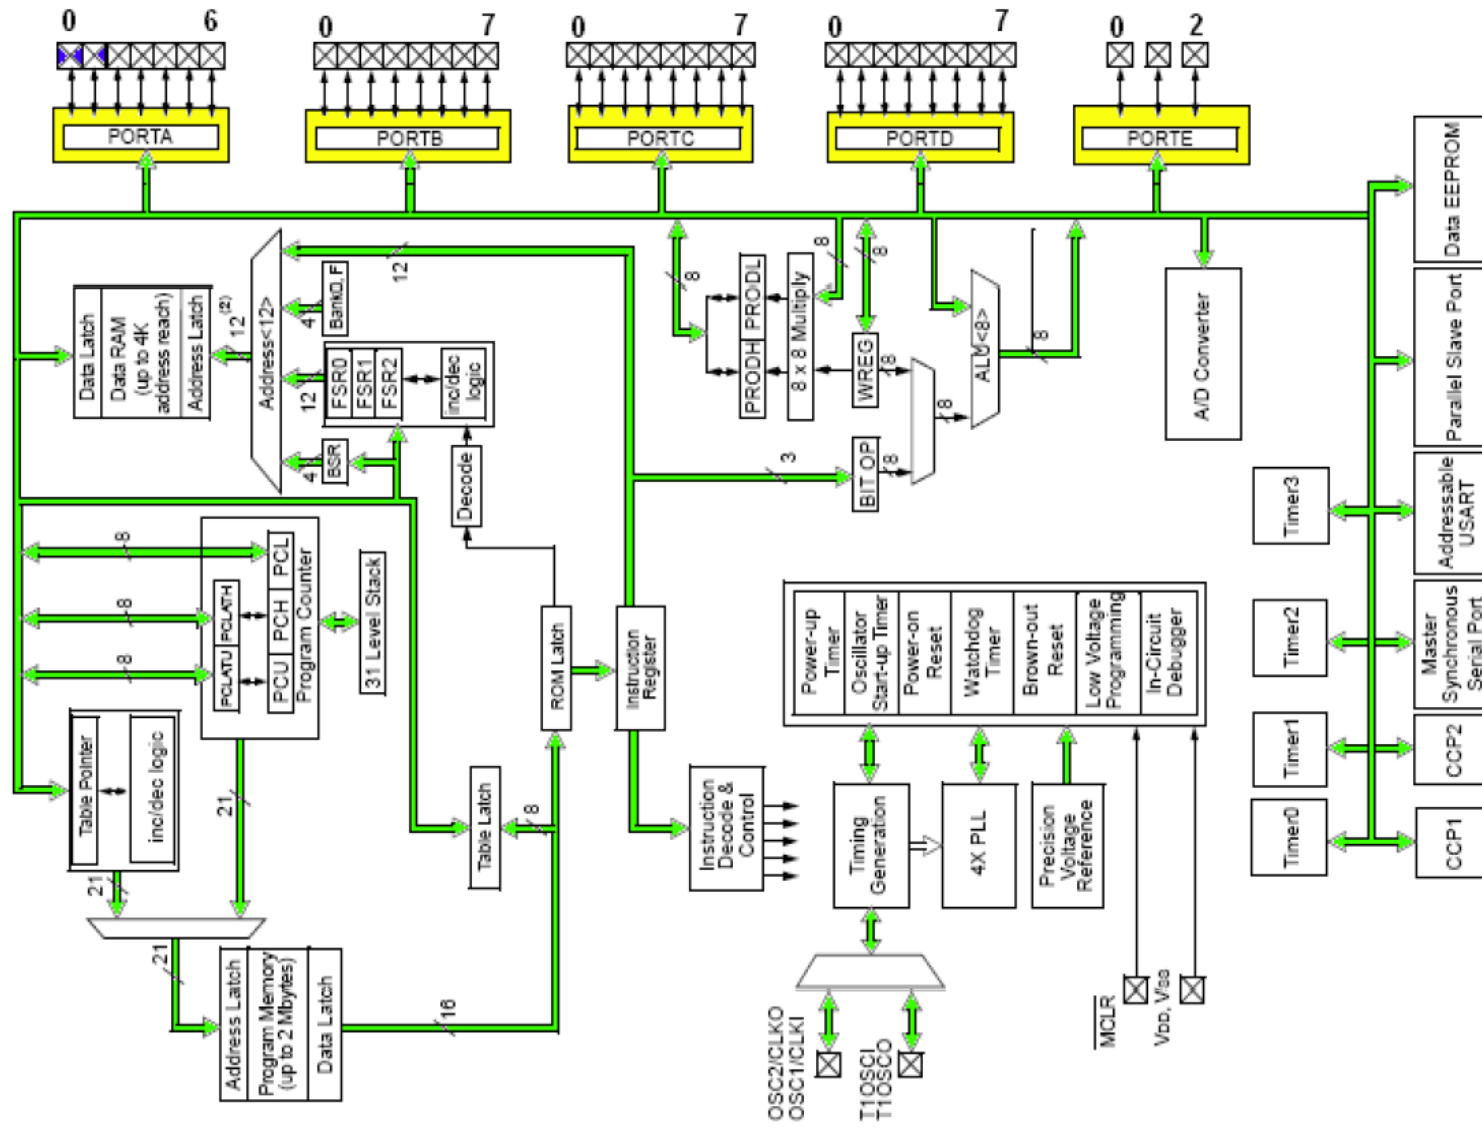 0
6
0
7
0
7
0
7
0
2
PORTA
PORTB
PORTC
PORTD
PORTE
Data EEPROM
Parallel Slave Port
Addressable
USART
Master
Synchronous
Serial Port
CCP2
CCP1
Timer3
Timer2
Timer1
Timer0
A/D Converter
Data Latch
Data RAM
(up to 4K
address reach)
Address Latch
12(2)
Address<12>
4
12
4
12
BSR
FSR0
FSR1
FSR2
inc/dec
logic
Bank0, F
Decode
8
PRODH
PRODL
8 x 8 Multiply
8
WREG
8
8
BIT OP
3
8
8
8
PCLATU
PCLATH
PCU
PCH
PCL
Program Counter
8
8
8
31 Level Stack
Table Pointer
inc/dec logic
21
21
21
Address Latch
Program Memory
(up to 2 Mbytes)
Data Latch
16
Table Latch
8
ROM Latch
Instruction
Register
Instruction
Decode &
Control
Power-up
Timer
Oscillator
Start-up Timer
Power-on
Reset
Watchdog
Timer
Brown-out
Reset
Low Voltage
Programming
In-Circuit
Debugger
Timing
Generation
4X PLL
Precision
Voltage
Reference
OSC2/CLKO
OSC1/CLKI
T1OSCI
T1OSCO
MCLR
VDD, VSS